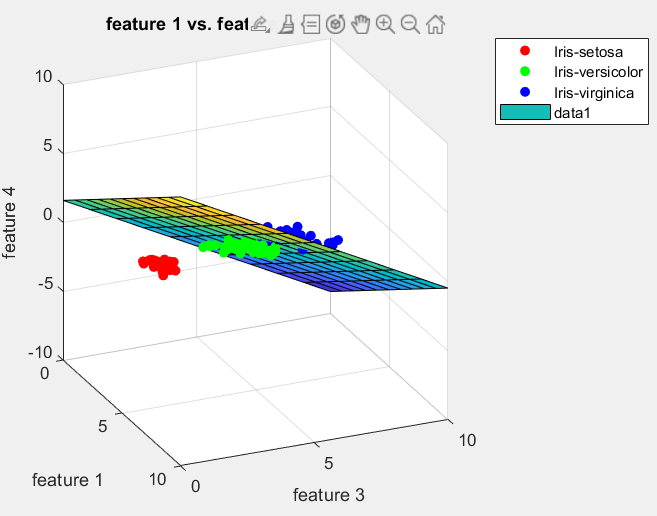 feature 1 vs.
Iris-setosa
Iris-versicolor
Iris-virginica
data1
10
5
0
-5
-10
feature 4
0
5
10
feature 1
0
5
10
feature 3